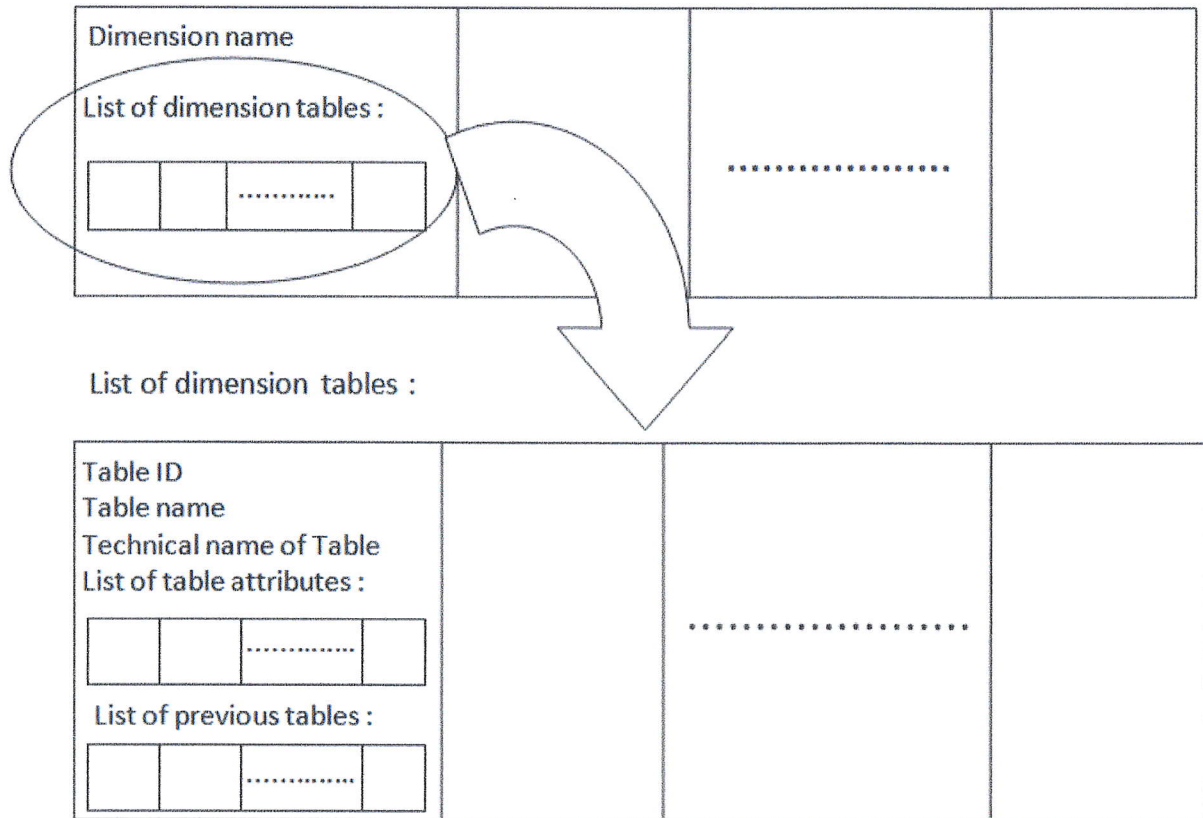 Dimension name
List of dimension tables :
............
..................
List of dimension tables :
Table ID
Table name
Technical name of Table
List of table attributes :
..............
.....................
List of previous tables :
..............